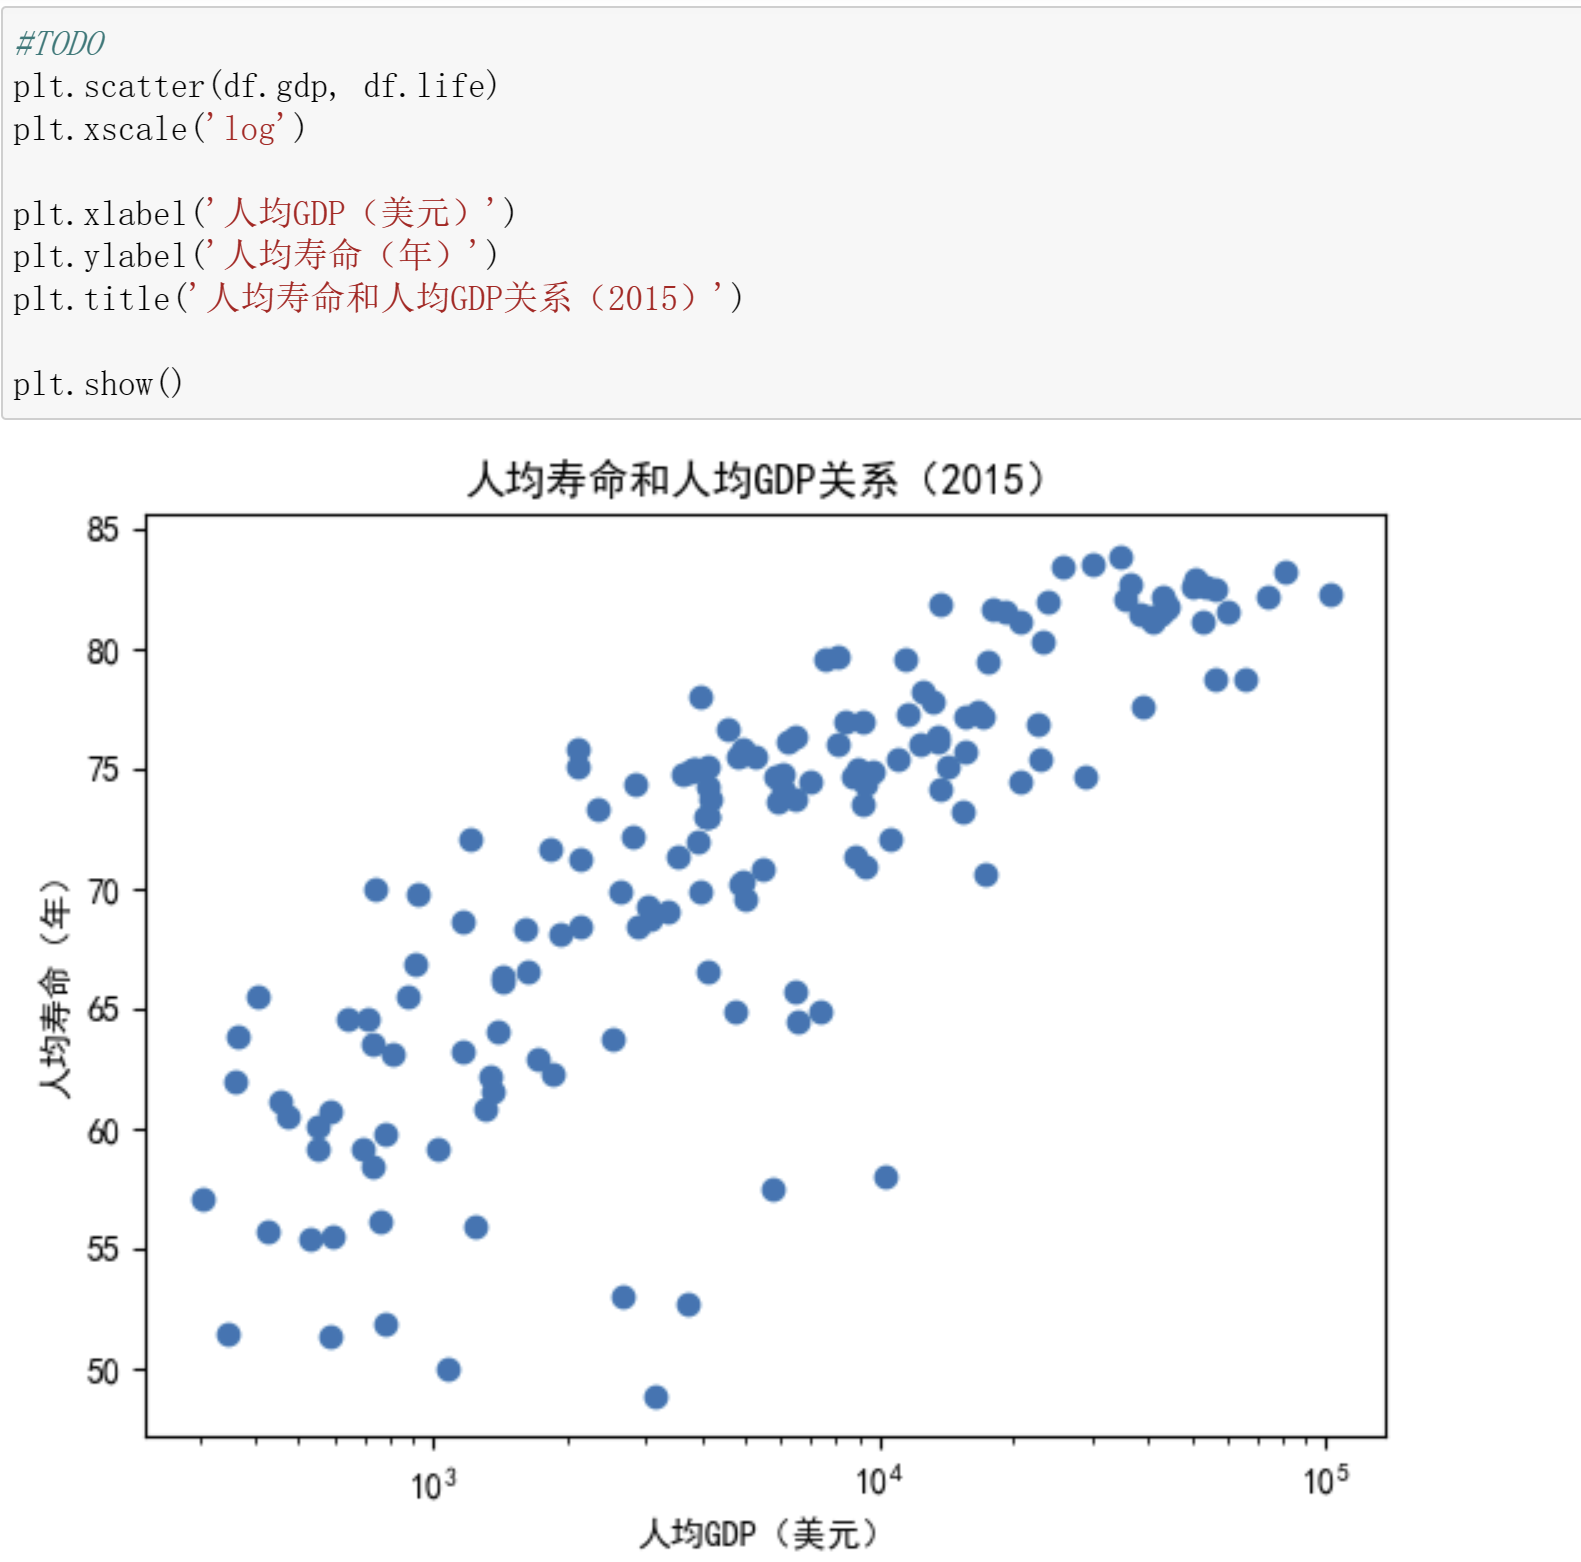 #TODO
plt.scatter(df.gdp, df.life)
plt.xscale('log')
plt.xlabel('人均GDP（美元）')
plt.ylabel('人均寿命（年）')
plt.title('人均寿命和人均GDP关系（2015）')
plt.show()
人均寿命和人均GDP关系（2015）
85
80
75
70
65
60
55
50
人均寿命（年）
10³
10⁴
10⁵
人均GDP（美元）